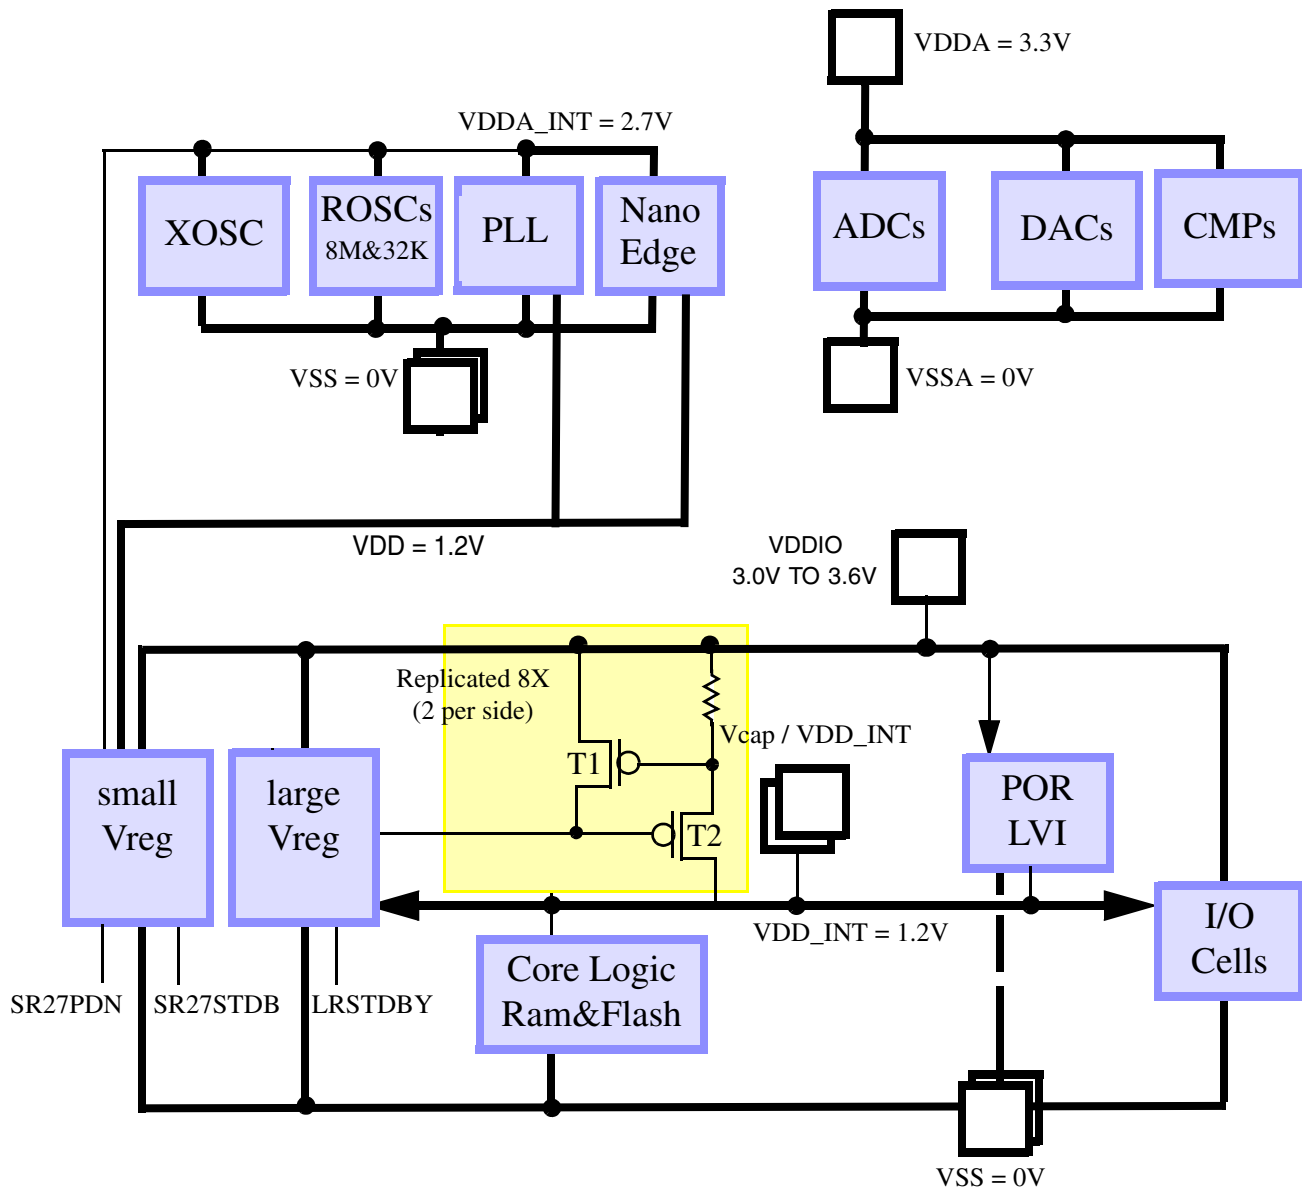 VDDA = 3.3V
VDDA_INT = 2.7V
XOSC
ROSCs
8M&32K
PLL
Nano
Edge
ADCs
DACs
CMPs
VSS = 0V
VSSA = 0V
VDD = 1.2V
VDDIO
3.0V TO 3.6V
Replicated 8X
(2 per side)
Vcap / VDD_INT
T1
T2
small
Vreg
large
Vreg
POR
LVI
VDD_INT = 1.2V
I/O
Cells
Core Logic
Ram&Flash
SR27PDN
SR27STDB
LRSTDBY
VSS = 0V